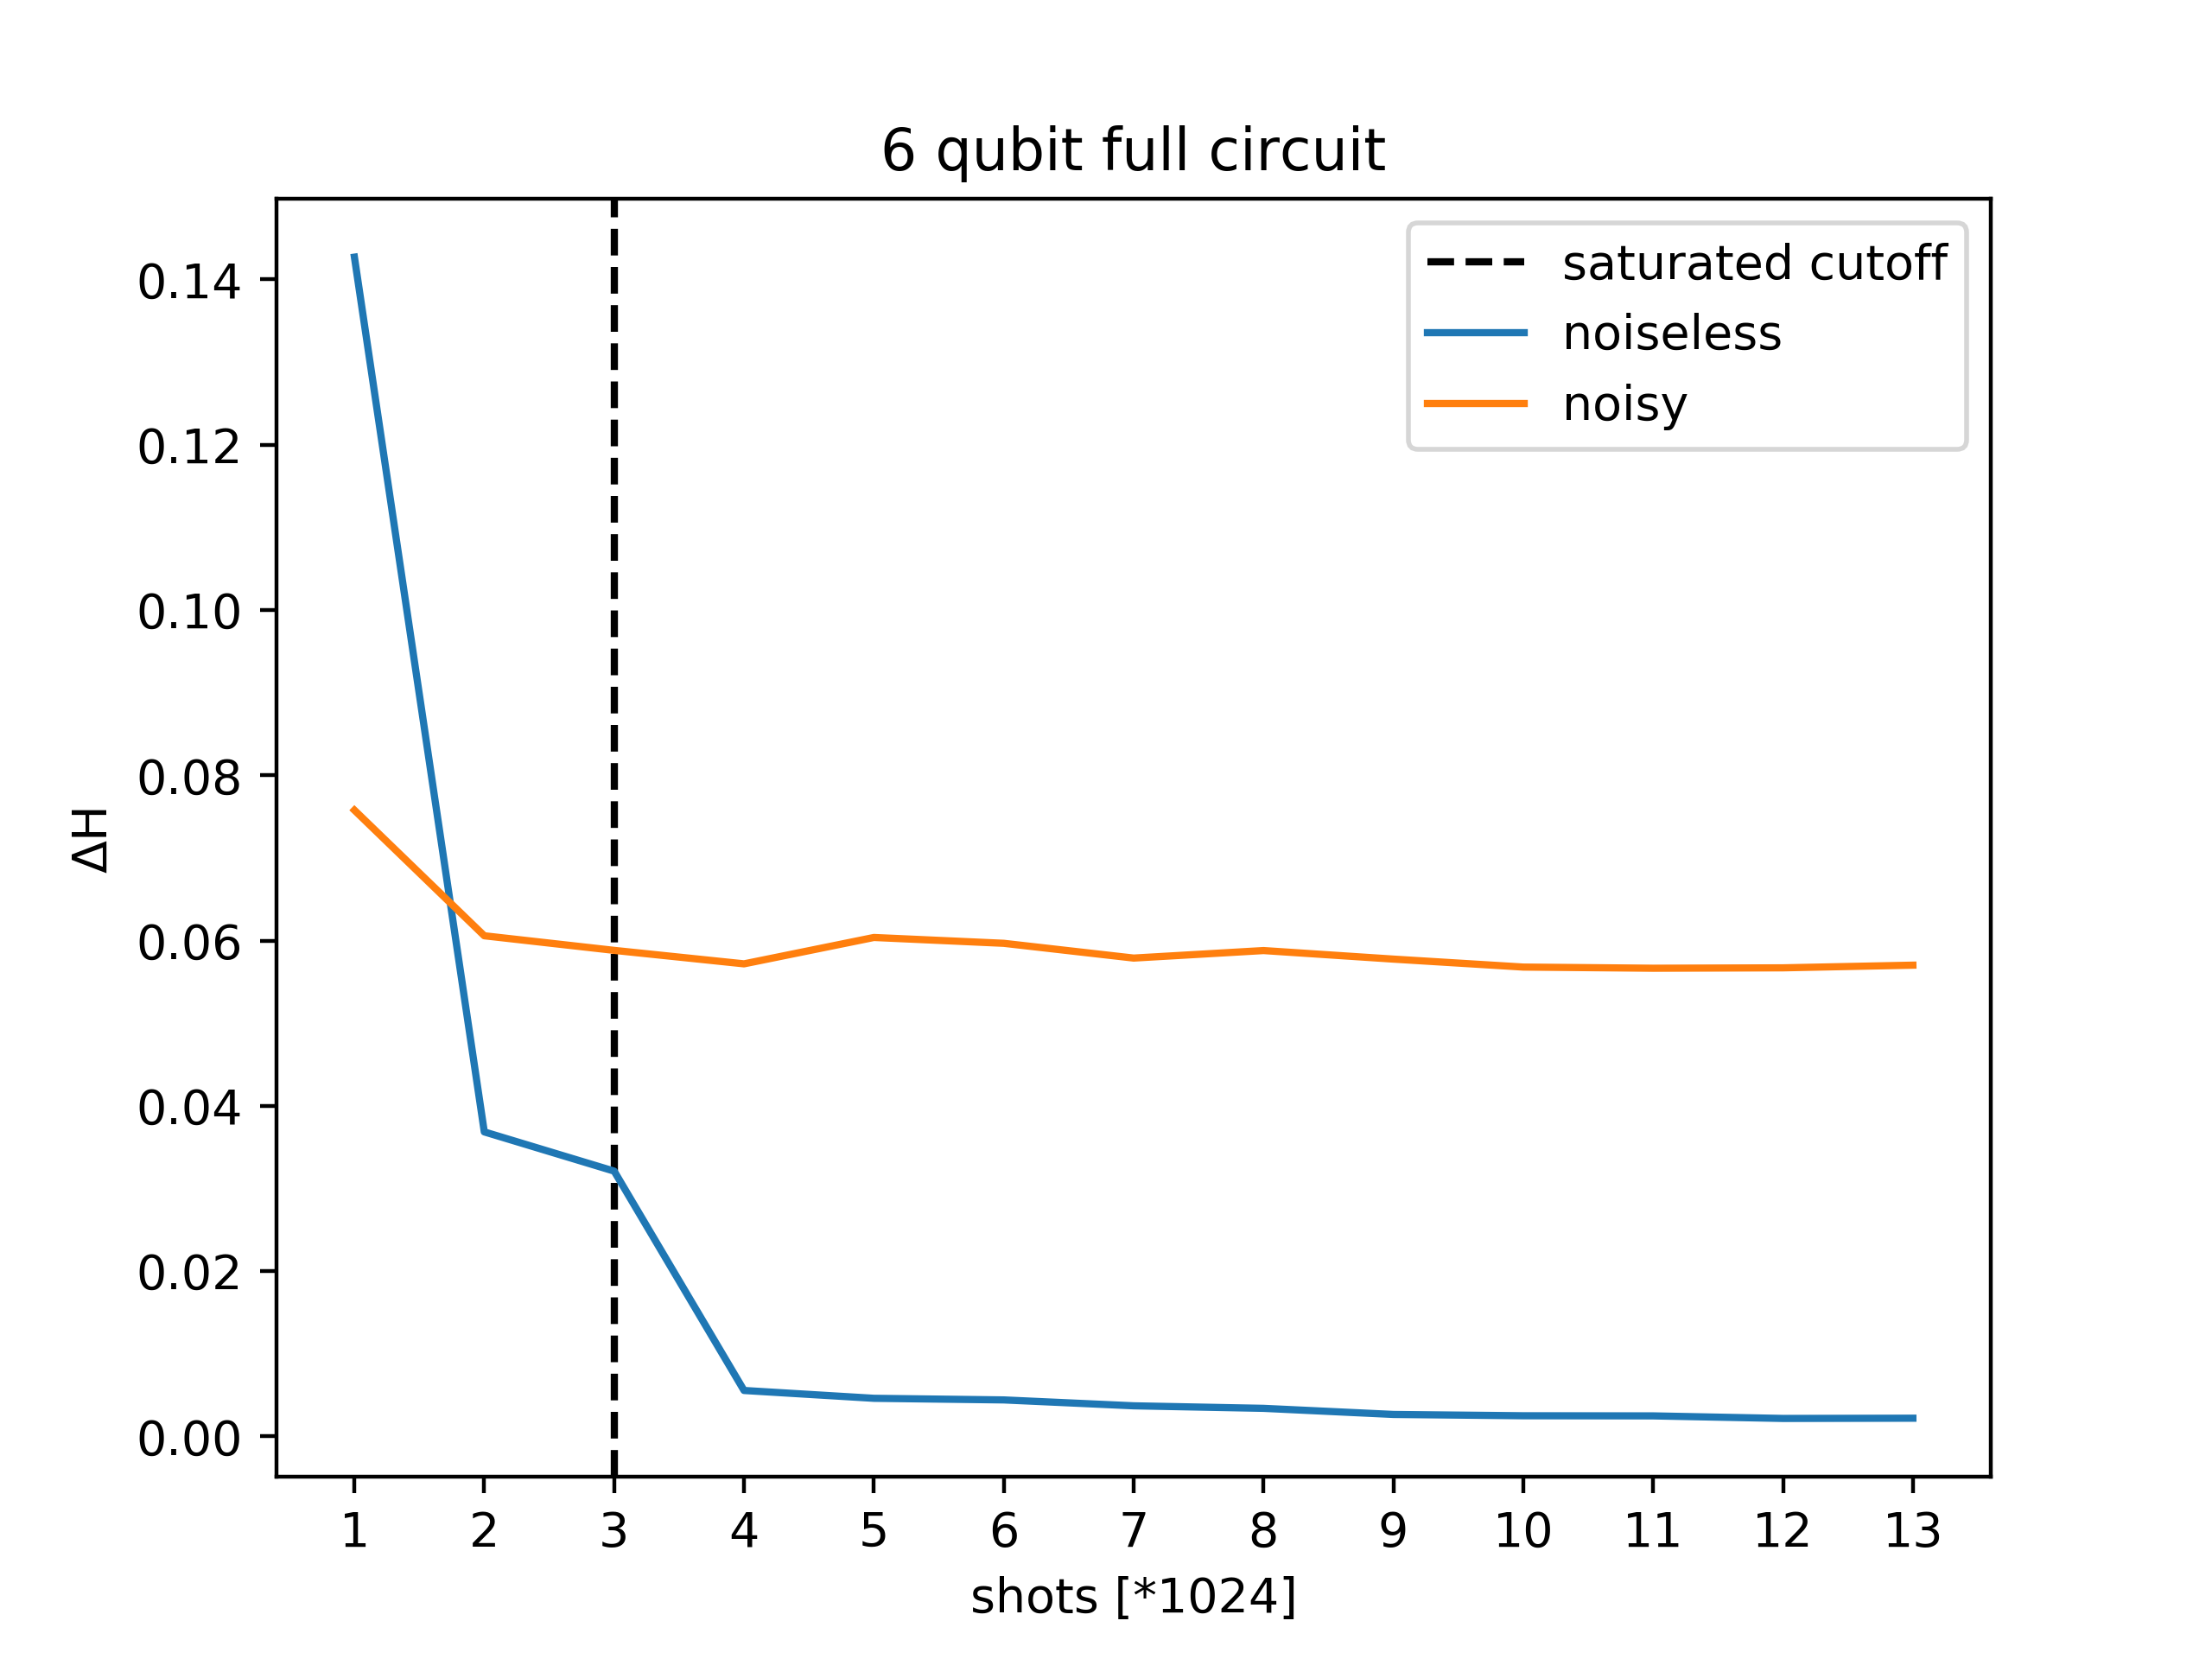 6 qubit full circuit
saturated cutoff
noiseless
noisy
0.14
0.12
0.10
0.08
0.06
0.04
0.02
0.00
ΔH
1 2 3 4 5 6 7 8 9 10 11 12 13
shots [*1024]